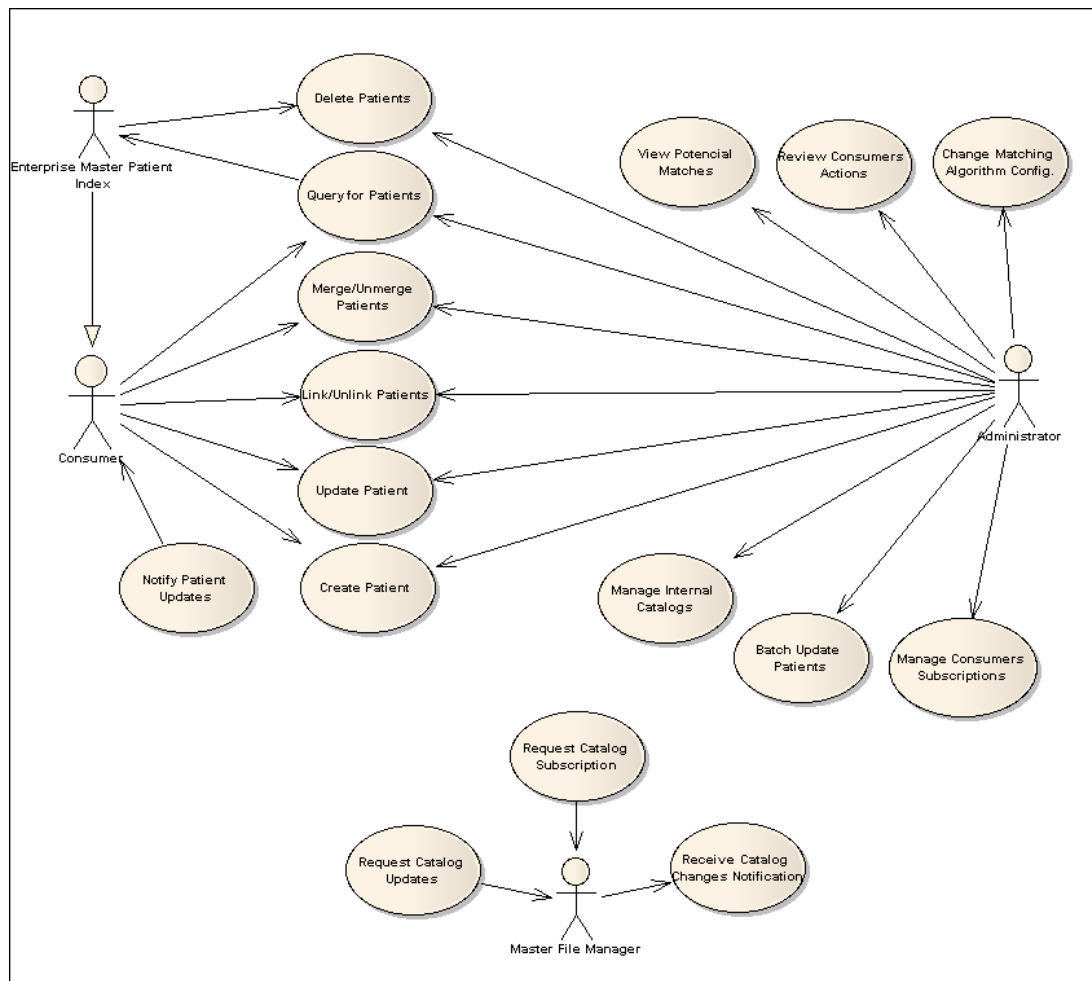 Delete Patients
Enterprise Master Patient
Index
Query for Patients
View Potencial
Matches
Review Consumers
Actions
Change Matching
Algorithm Config.
Merge/Unmerge
Patients
Link/Unlink Patients
Consumer
Administrator
Update Patient
Notify Patient
Updates
Create Patient
Manage Internal
Catalogs
Batch Update
Patients
Manage Consumers
Subscriptions
Request Catalog
Subscription
Request Catalog
Updates
Receive Catalog
Changes Notification
Master File Manager